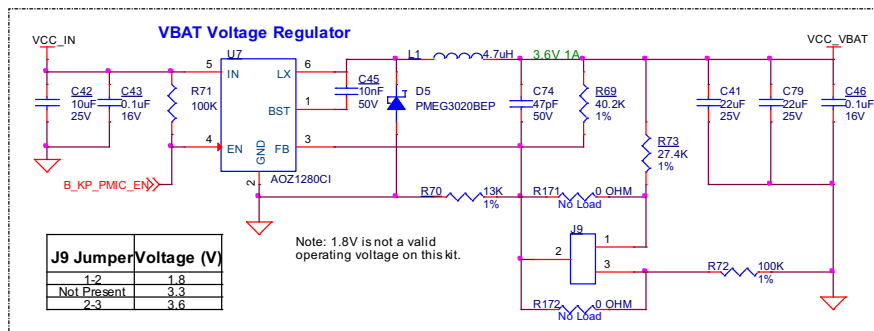 VBAT Voltage Regulator
VCC_IN
VCC_VBAT
U7
L1
4.7uH
3.6V 1A
5
IN
LX
6
C45
10nF
50V
C42
10uF
25V
C43
0.1uF
16V
R71
100K
D5
PMEG3020BEP
C74
47pF
50V
R69
40.2K
1%
C41
22uF
25V
C79
22uF
25V
C46
0.1uF
16V
BST
1
4
EN
FB
3
GND
AOZ1280CI
2
R73
27.4K
1%
B_KP_PMIC_EN
R70
13K
1%
R171
0 OHM
No Load
J9
1
2
3
R72
100K
1%
R172
0 OHM
No Load
Note: 1.8V is not a valid
operating voltage on this kit.
J9 Jumper Voltage (V)
1-2 1.8
Not Present 3.3
2-3 3.6